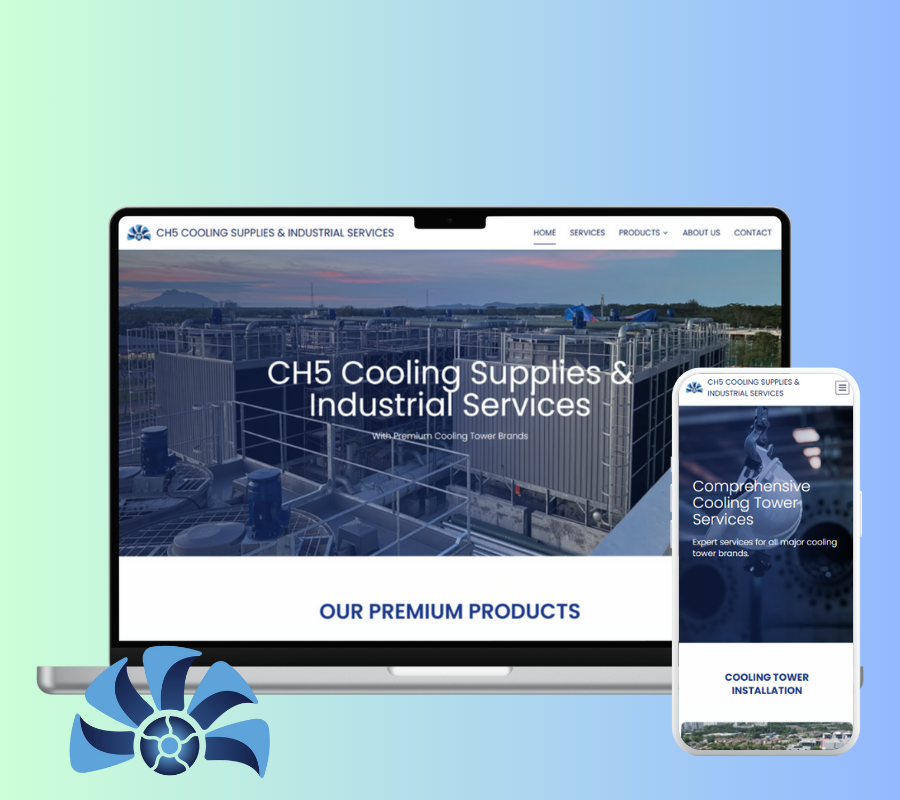 CH5 COOLING SUPPLIES & INDUSTRIAL SERVICES
HOME SERVICES PRODUCTS ABOUT US CONTACT
CH5 Cooling Supplies &
Industrial Services
With Premium Cooling Tower Brands
OUR PREMIUM PRODUCTS
CH5 COOLING SUPPLIES &
INDUSTRIAL SERVICES
Comprehensive
Cooling Tower
Services
Expert services for all major cooling
tower brands.
COOLING TOWER
INSTALLATION